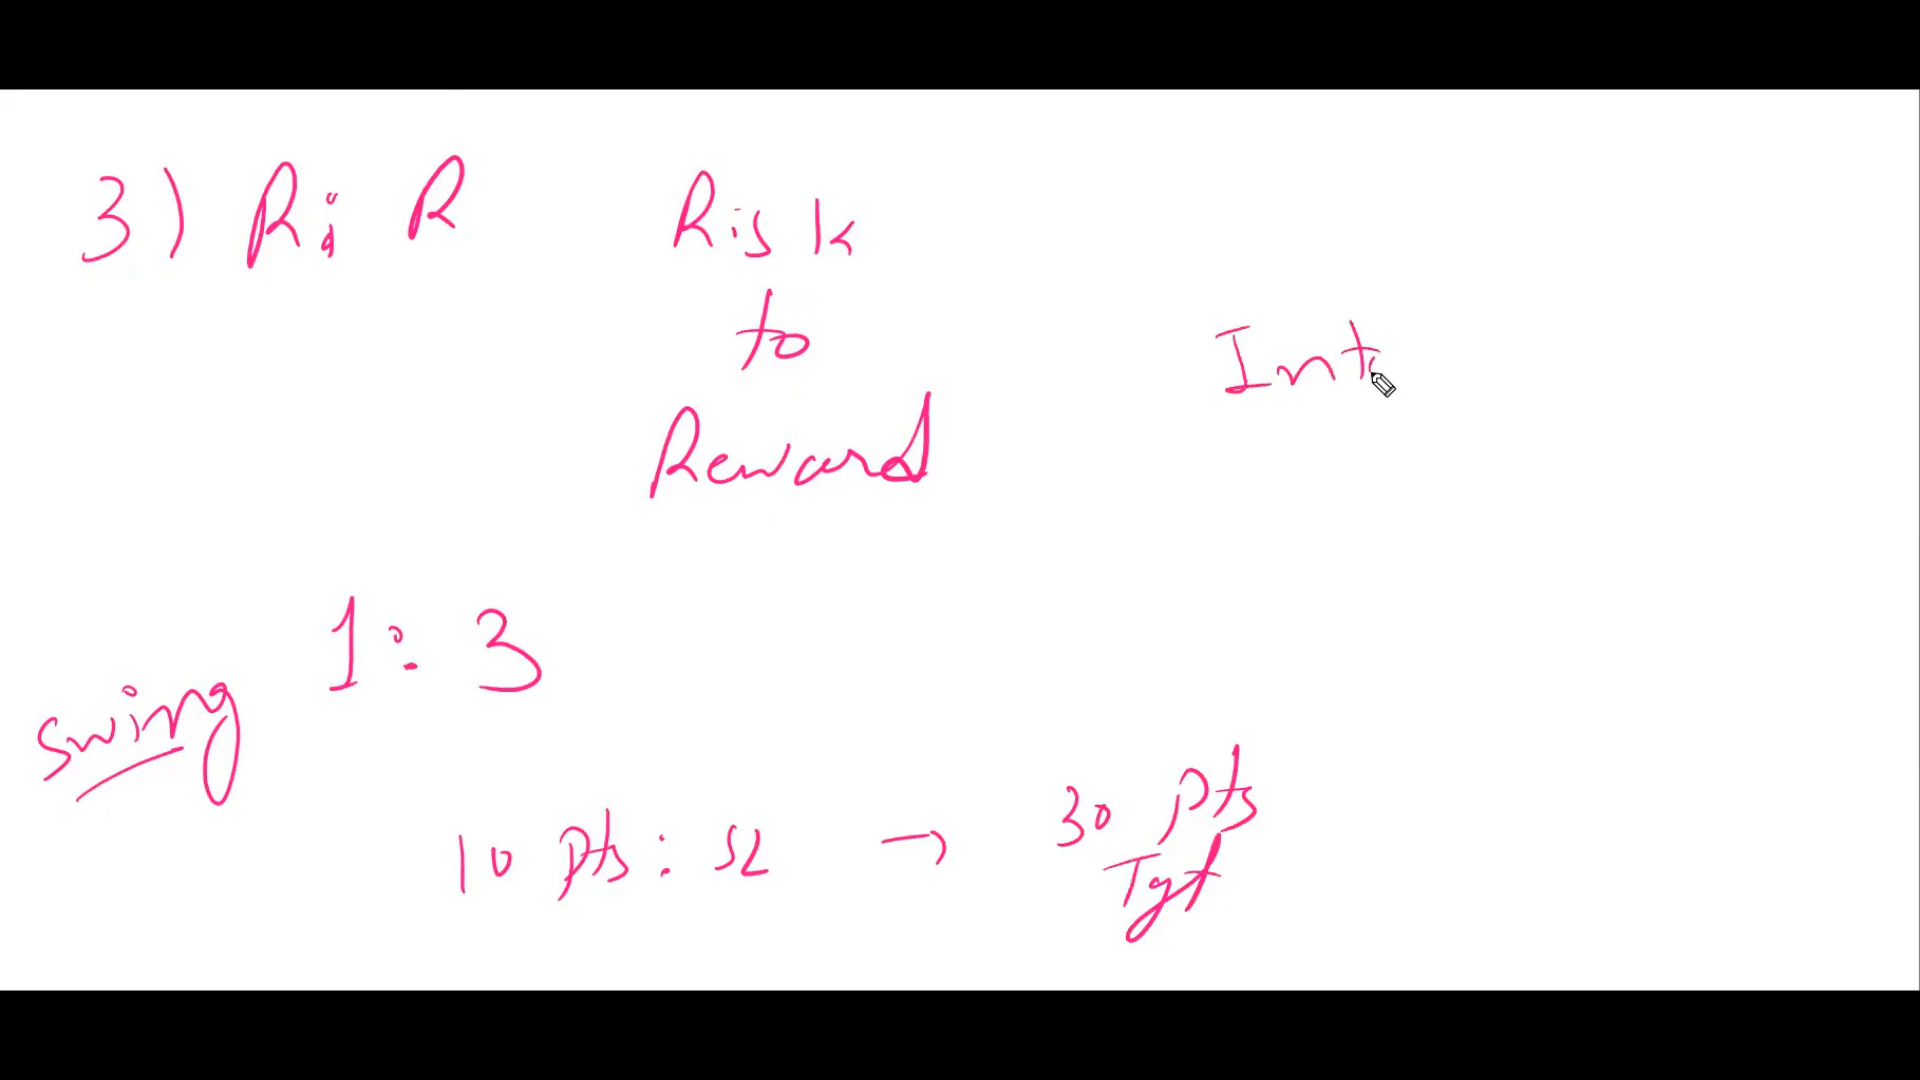 3) R: R
Risk
to
Reward
Int
1: 3
Swing
10 pts: SL → 30 pts
Tgt